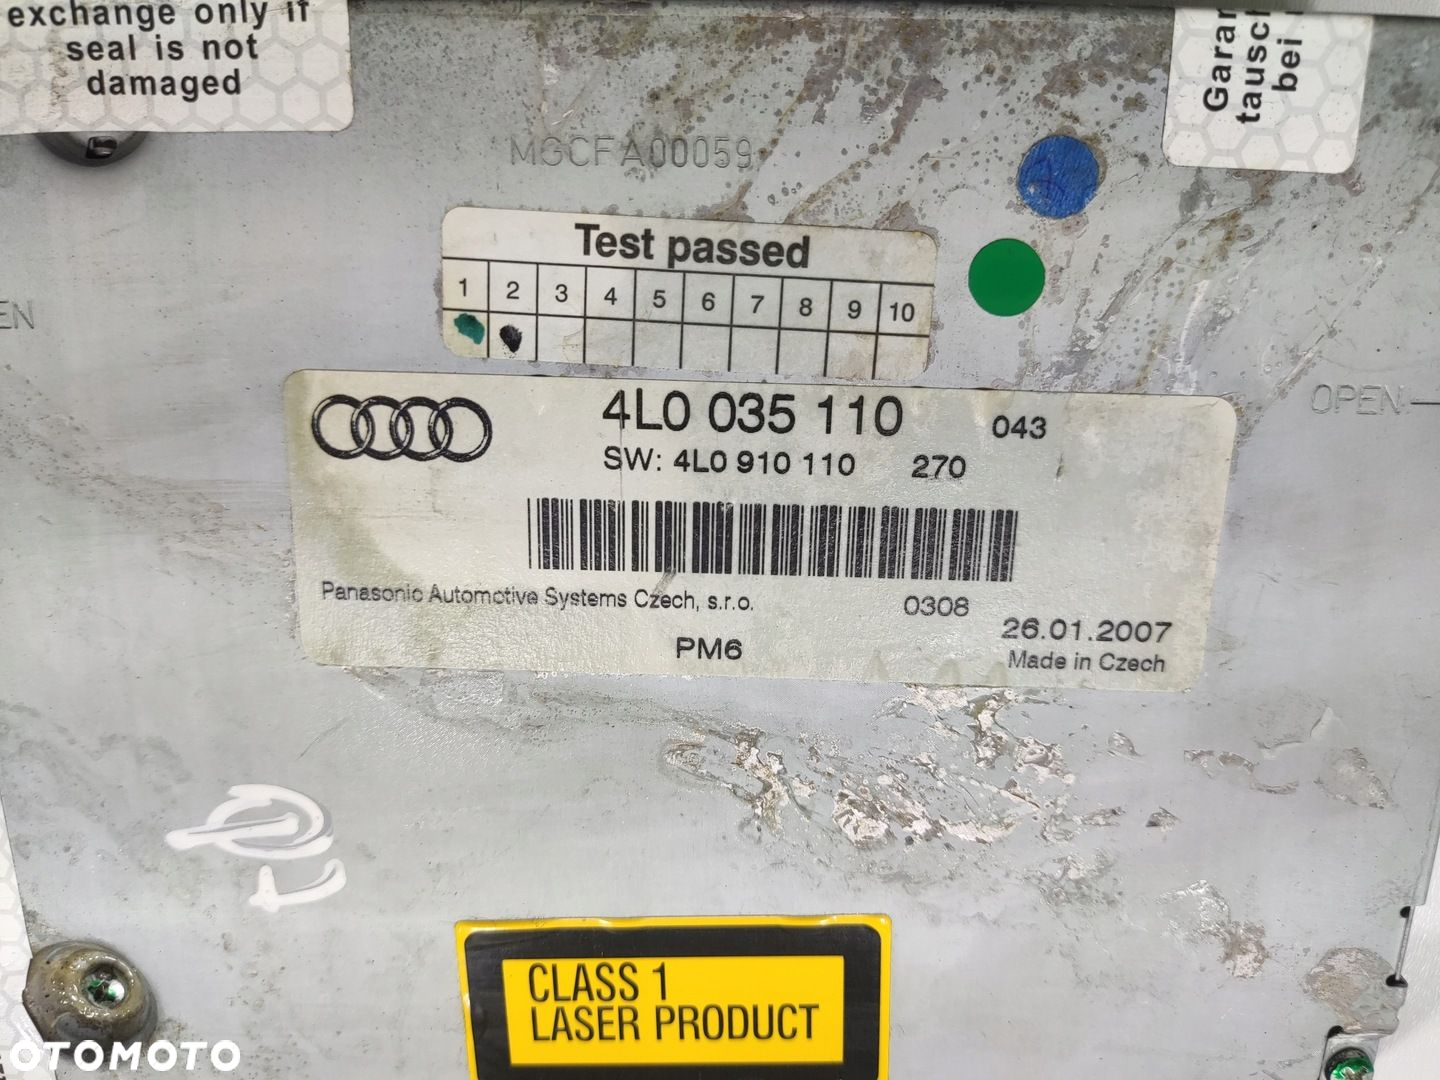 exchange only if
seal is not
damaged
Garan
tausch
bei
MGCFA00059
Test passed
1 2 3 4 5 6 7 8 9 10
EN
OPEN
4L0 035 110 043
SW: 4L0 910 110 270
Panasonic Automotive Systems Czech, s.r.o. 0308
26.01.2007
PM6
Made in Czech
CLASS 1
LASER PRODUCT
OTOMOTO